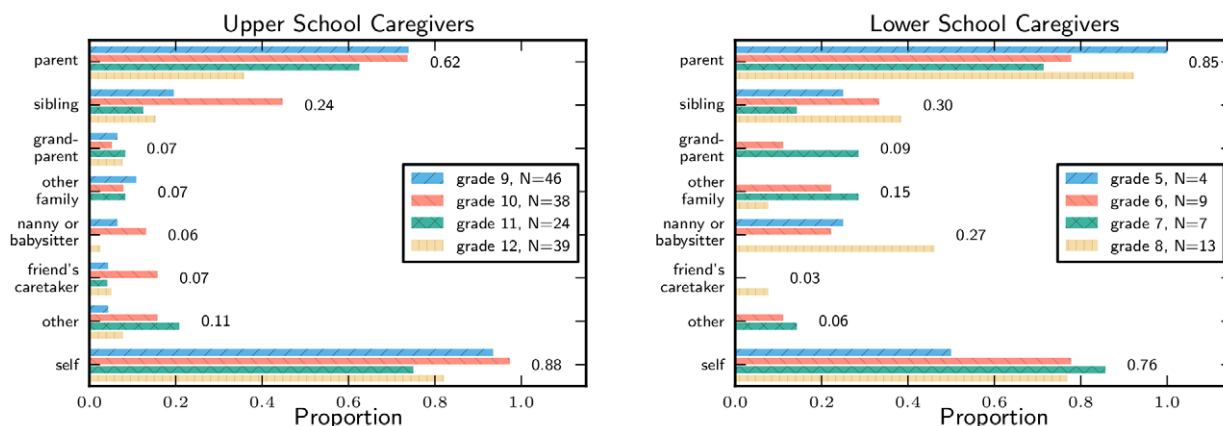 Upper School Caregivers
parent
0.62
sibling
0.24
grand-
parent
0.07
other
family
0.07
nanny or
babysitter
0.06
friend's
caretaker
0.07
other
0.11
self
0.88
grade 9, N=46
grade 10, N=38
grade 11, N=24
grade 12, N=39
0.0 0.2 0.4 0.6 0.8 1.0
Proportion
Lower School Caregivers
parent
0.85
sibling
0.30
grand-
parent
0.09
other
family
0.15
nanny or
babysitter
0.27
friend's
caretaker
0.03
other
0.06
self
0.76
grade 5, N=4
grade 6, N=9
grade 7, N=7
grade 8, N=13
0.0 0.2 0.4 0.6 0.8 1.0
Proportion